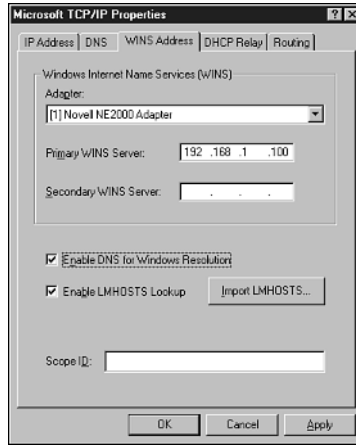 Microsoft TCP/IP Properties
IP Address DNS WINS Address DHCP Relay Routing
Windows Internet Name Services (WINS)
Adapter:
[1] Novell NE2000 Adapter
Primary WINS Server: 192 .168 .1 .100
Secondary WINS Server: . . .
Enable DNS for Windows Resolution
Enable LMHOSTS Lookup Import LMHOSTS...
Scope ID:
OK Cancel Apply